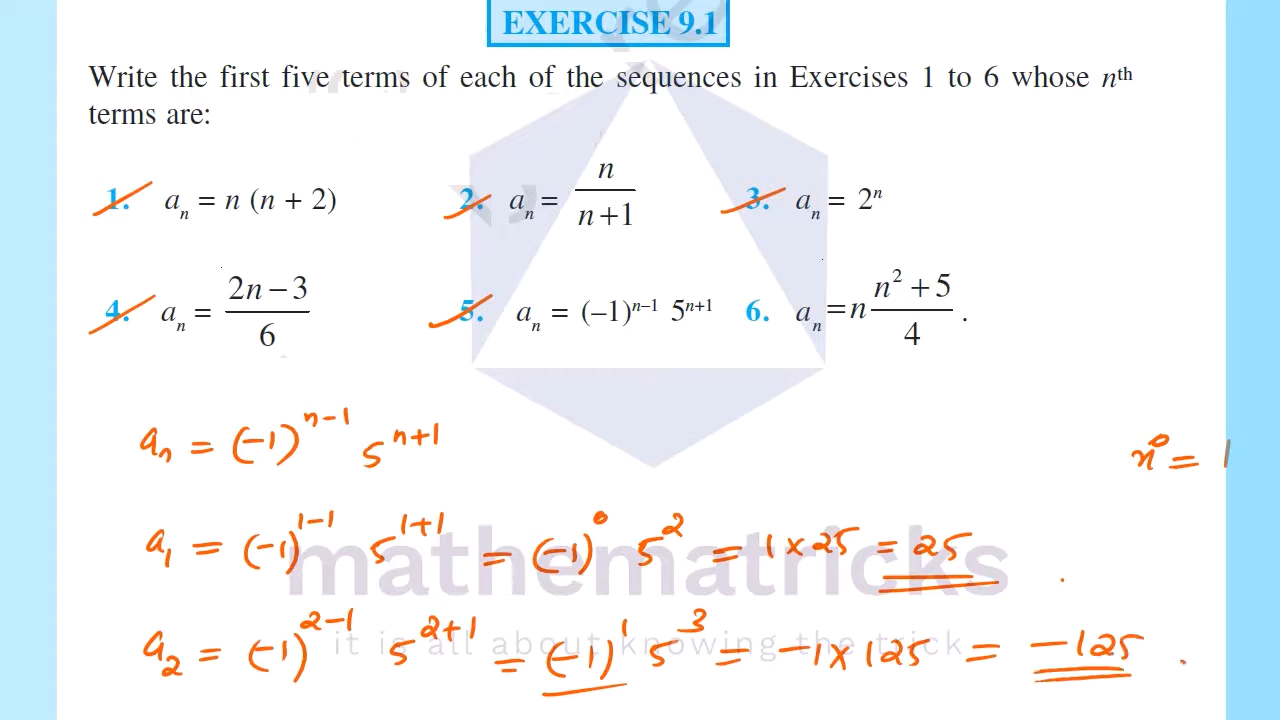 EXERCISE 9.1
Write the first five terms of each of the sequences in Exercises 1 to 6 whose nᵗʰ
terms are:
1. aₙ = n (n + 2) 2. aₙ = n/(n+1) 3. aₙ = 2ⁿ
4. aₙ = (2n − 3)/6 5. aₙ = (–1)ⁿ⁻¹ 5ⁿ⁺¹ 6. aₙ = n (n² + 5)/4 .
aₙ = (−1)ⁿ⁻¹ 5ⁿ⁺¹
x⁰ = 1
a₁ = (−1)¹⁻¹ 5¹⁺¹ = (−1)⁰ 5² = 1 × 25 = 25
mathematricks
a₂ = (−1)²⁻¹ 5²⁺¹ = (−1)¹ 5³ = −1 × 125 = −125
it is all about knowing the trick